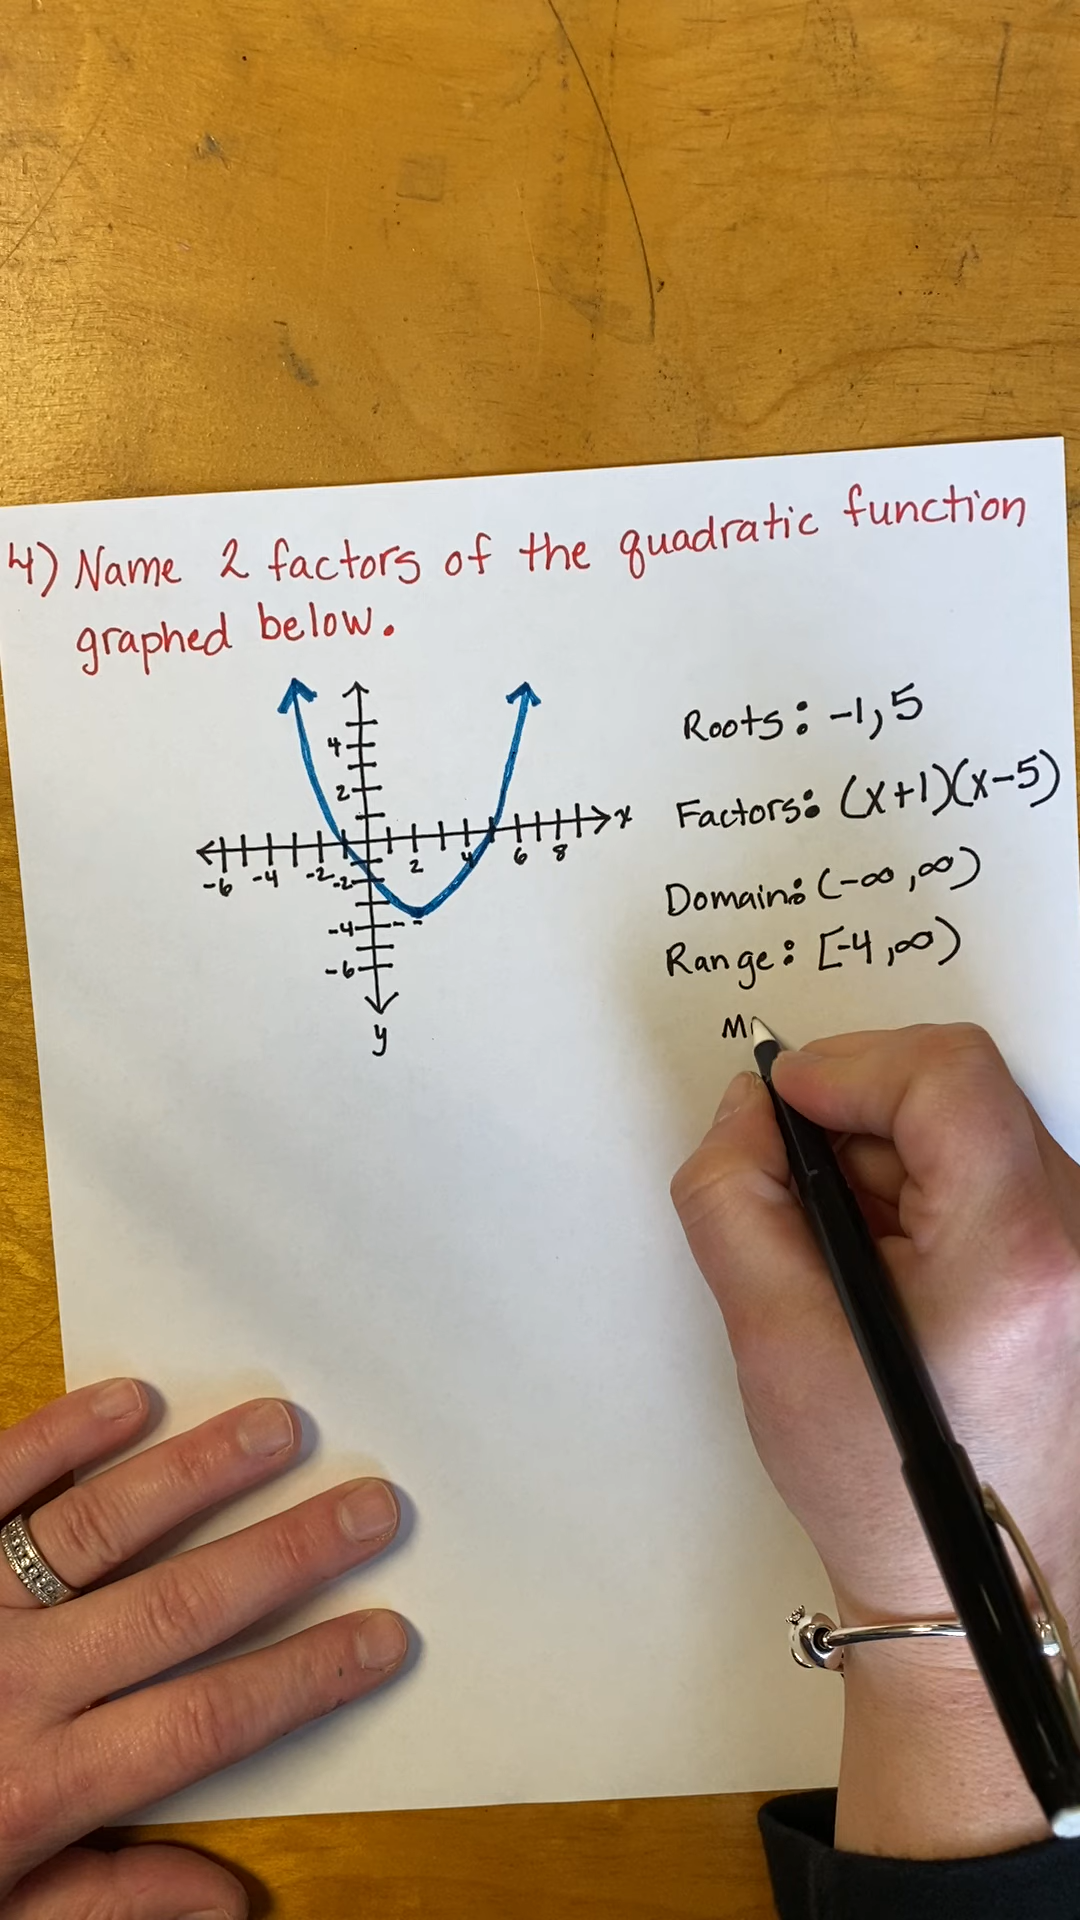 4) Name 2 factors of the quadratic function
graphed below.
4
2
x
-6 -4 -2 2 4 6 8
-2
-4
-6
y
Roots: -1, 5
Factors: (x+1)(x-5)
Domain: (-∞, ∞)
Range: [-4, ∞)
M